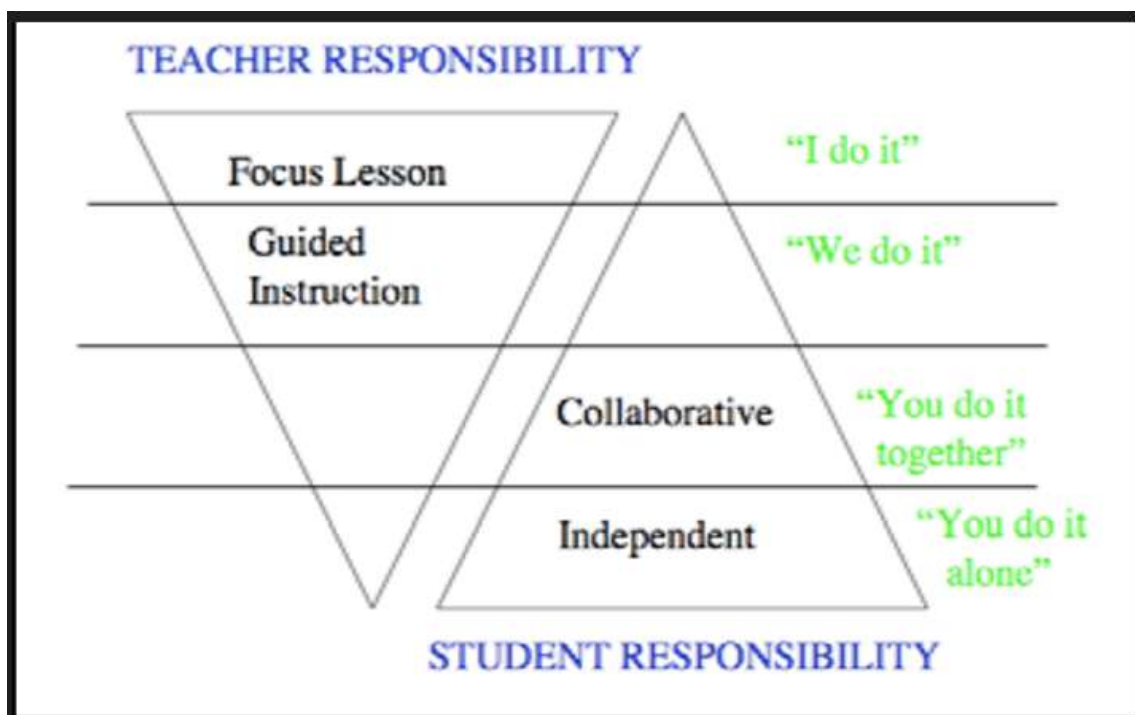 TEACHER RESPONSIBILITY
Focus Lesson
“I do it”
Guided
Instruction
“We do it”
Collaborative
“You do it
together”
Independent
“You do it
alone”
STUDENT RESPONSIBILITY